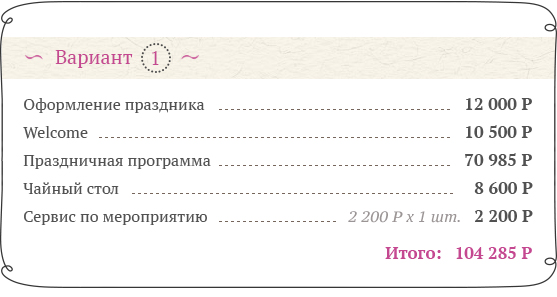 Вариант 1
Оформление праздника 12 000 Р
Welcome 10 500 Р
Праздничная программа 70 985 Р
Чайный стол 8 600 Р
Сервис по мероприятию 2 200 Р х 1 шт. 2 200 Р
Итого: 104 285 Р